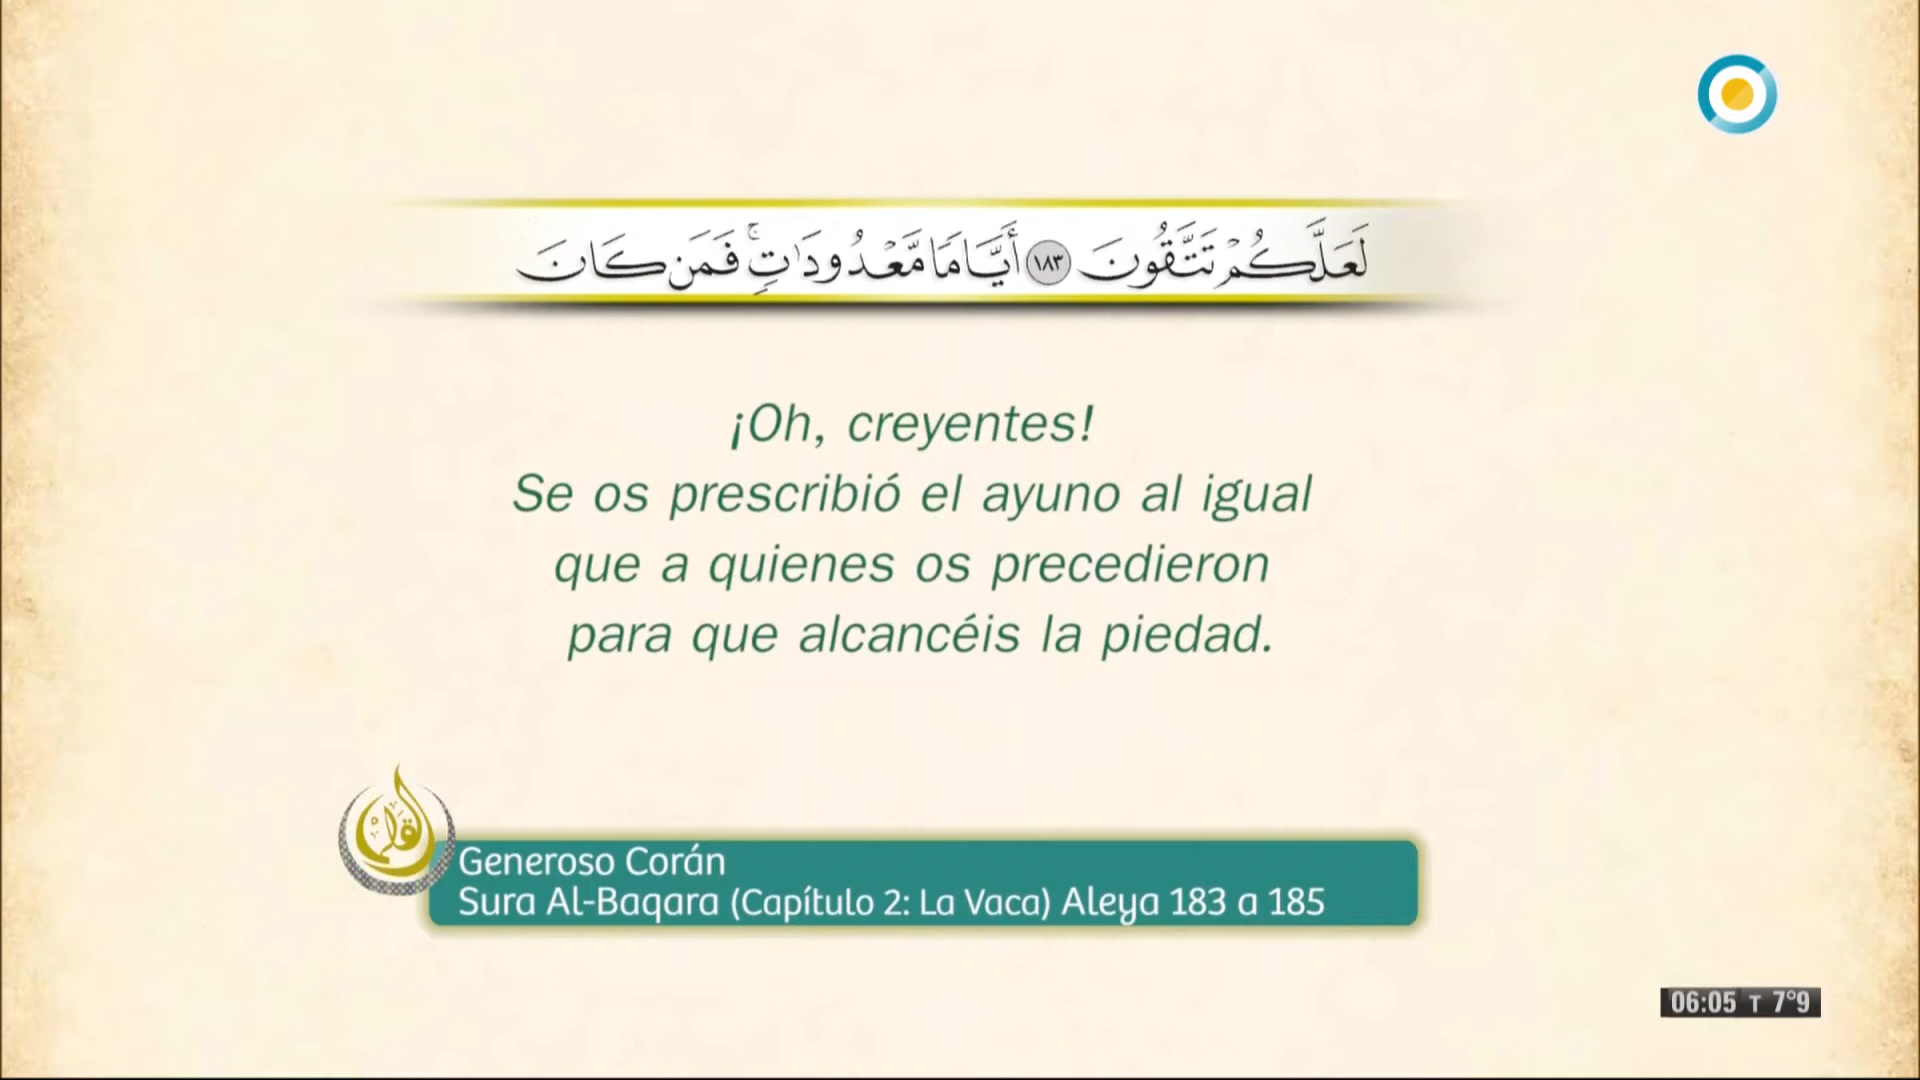 لَعَلَّكُمْ تَتَّقُونَ ١٨٣ أَيَّامًا مَّعْدُودَٰتٍ ۚ فَمَن كَانَ
¡Oh, creyentes!
Se os prescribió el ayuno al igual
que a quienes os precedieron
para que alcancéis la piedad.
Generoso Corán
Sura Al-Baqara (Capítulo 2: La Vaca) Aleya 183 a 185
06:05 T 7°9